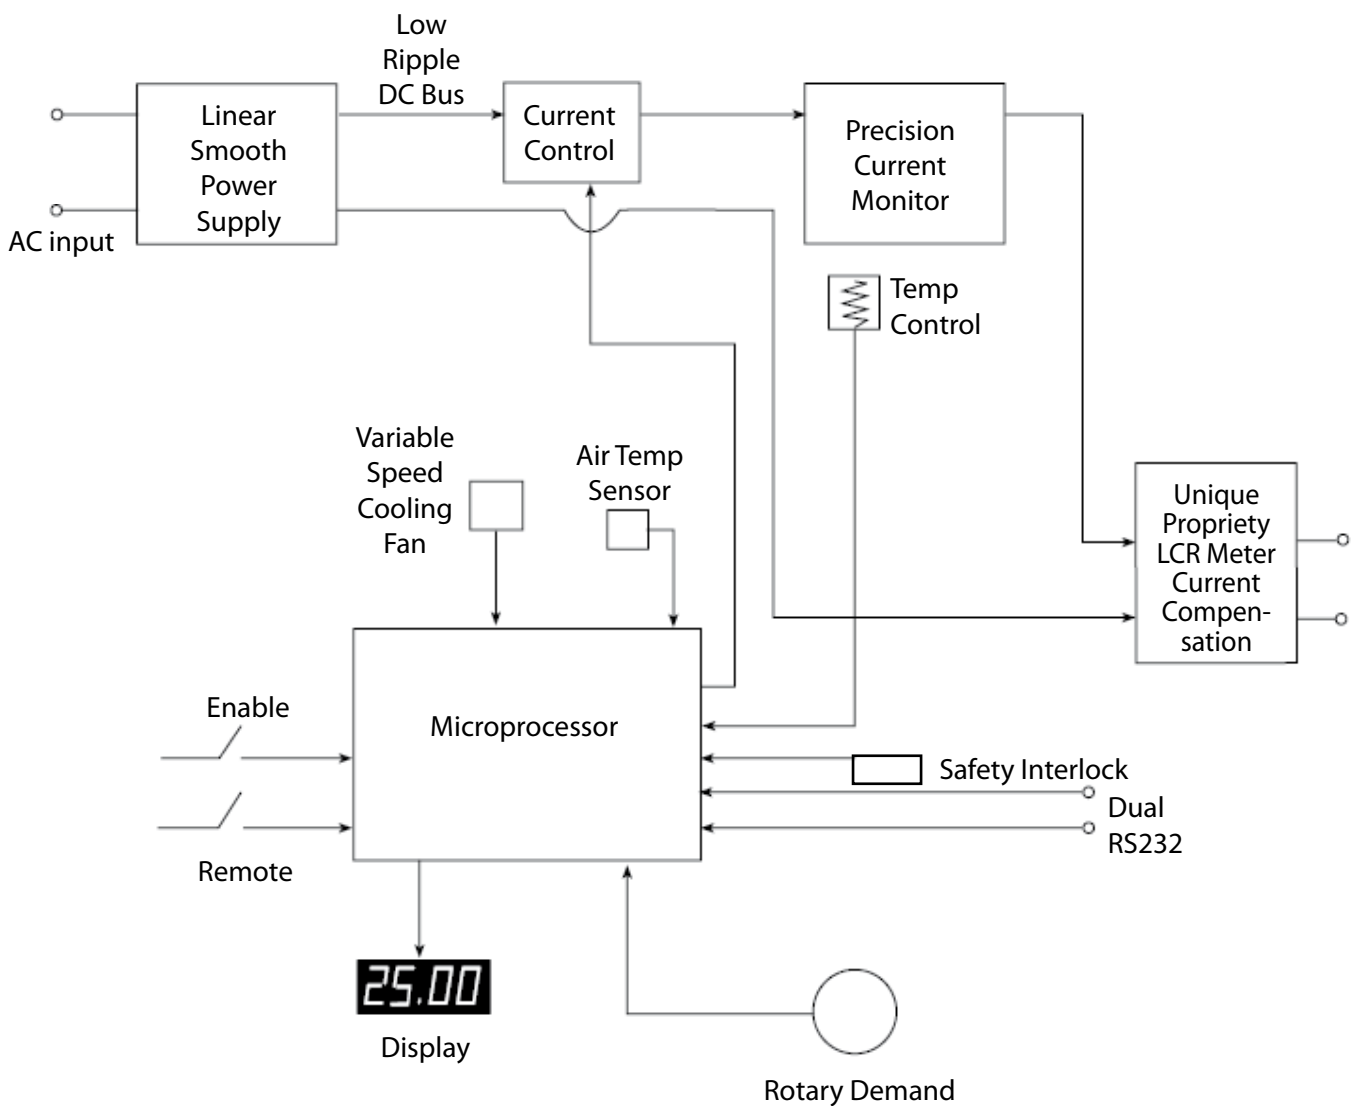 Low
Ripple
DC Bus
Linear
Smooth
Power
Supply
Current
Control
Precision
Current
Monitor
AC input
Temp
Control
Variable
Speed
Cooling
Fan
Air Temp
Sensor
Unique
Propriety
LCR Meter
Current
Compen-
sation
Enable
Microprocessor
Safety Interlock
Dual
RS232
Remote
25.00
Display
Rotary Demand